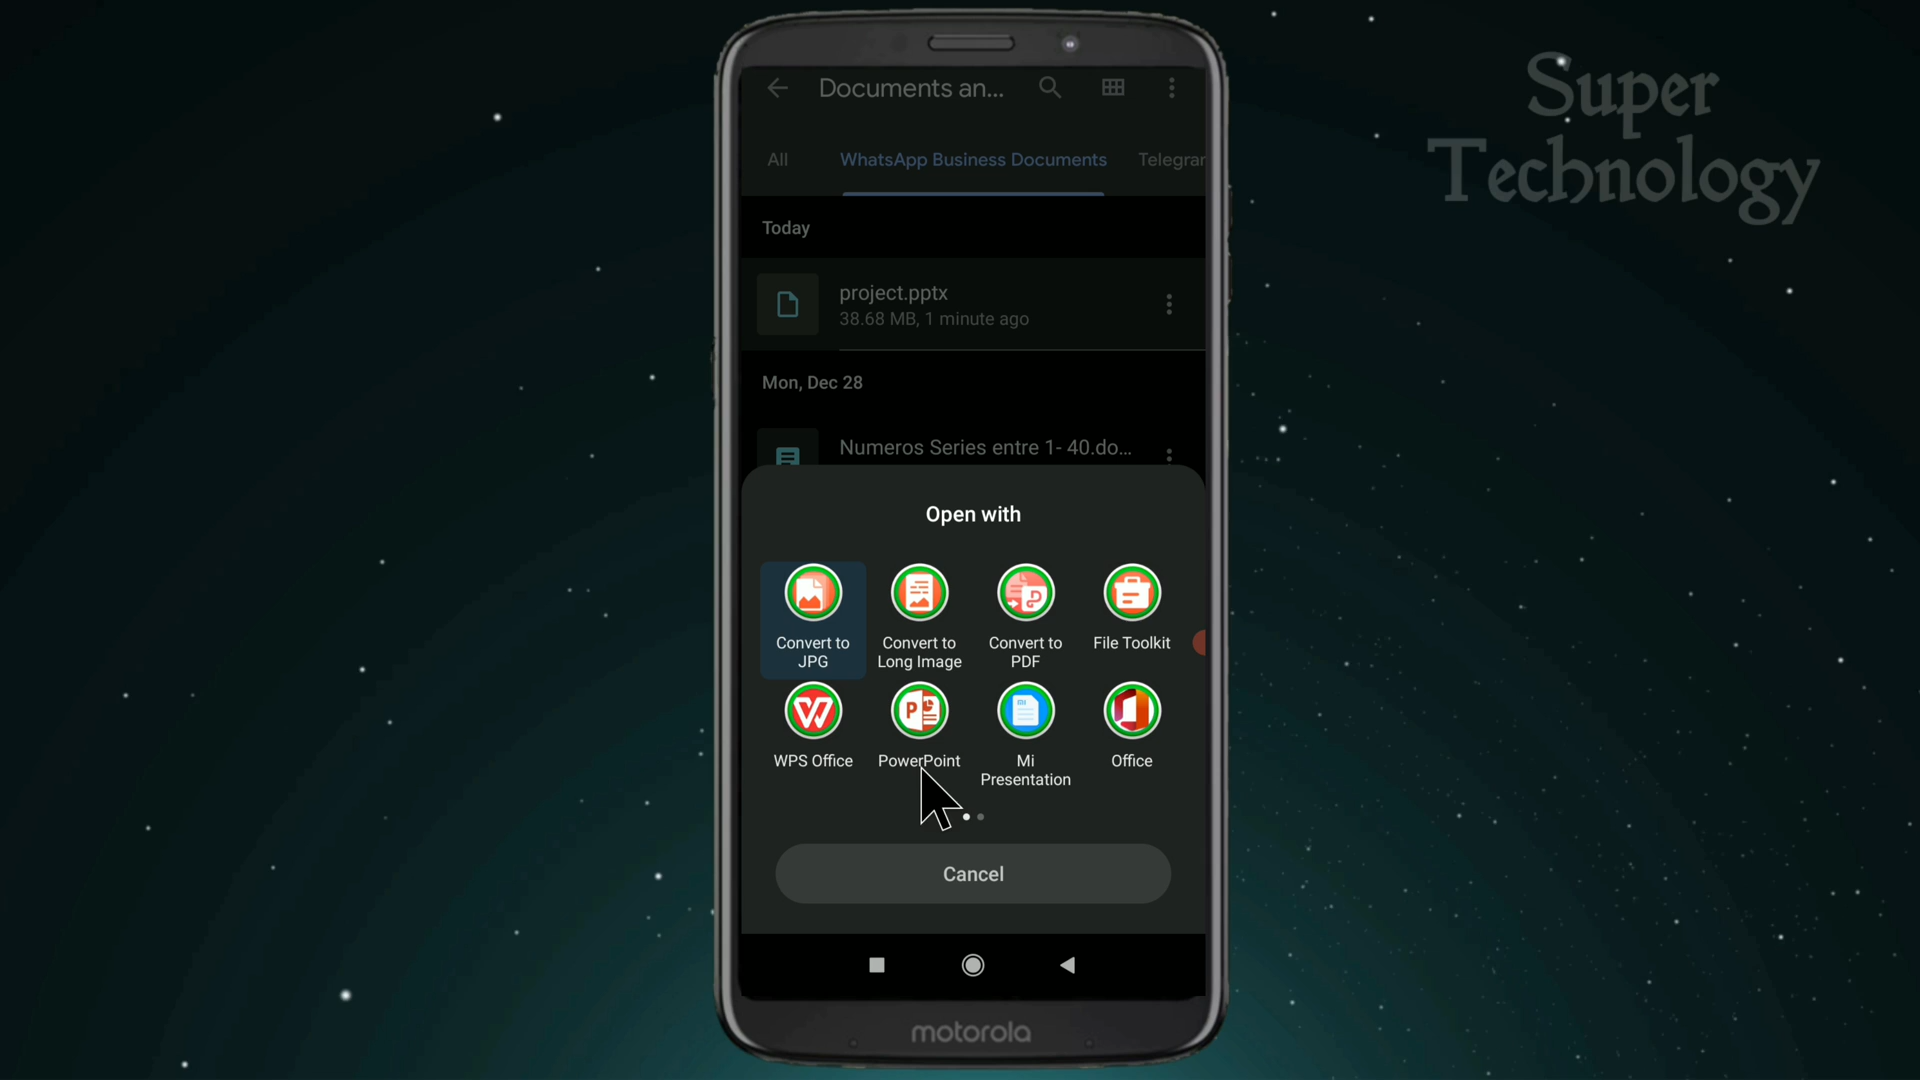 Super
Technology
Documents an...
All
WhatsApp Business Documents
Telegrar
Today
project.pptx
38.68 MB, 1 minute ago
Mon, Dec 28
Numeros Series entre 1- 40.do...
Open with
Convert to
JPG
Convert to
Long Image
Convert to
PDF
File Toolkit
WPS Office
PowerPoint
Mi
Presentation
Office
Cancel
motorola